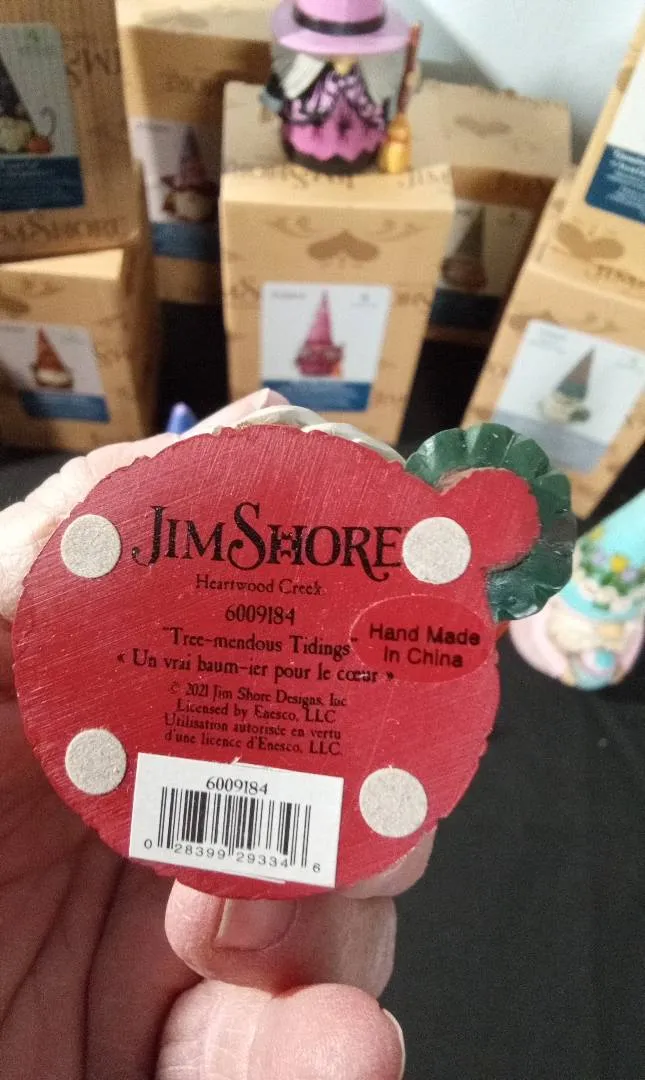 JIM SHORE
JIM SHORE
Heartwood Creek
6009184
"Tree-mendous Tidings"
« Un vrai baum-ier pour le cœur »
© 2021 Jim Shore Designs, Inc
Licensed by Enesco, LLC
Utilisation autorisée en vertu
d'une licence d'Enesco, LLC.
Hand Made
in China
6009184
0 28399 29334 6